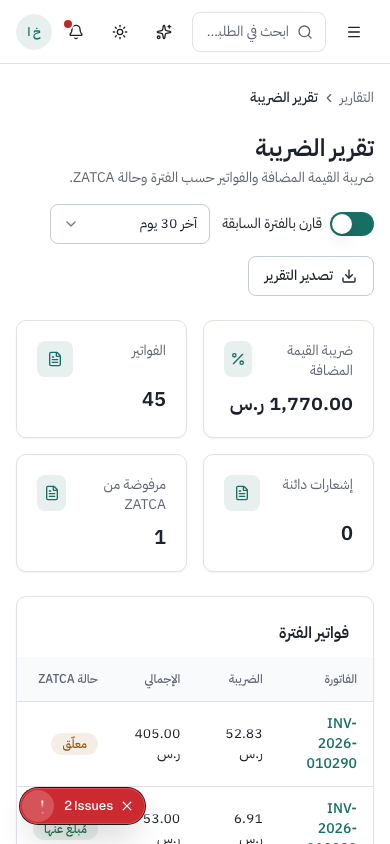 ابحث في الطلبـ...
خ ا
التقارير › تقرير الضريبة
تقرير الضريبة
ضريبة القيمة المضافة والفواتير حسب الفترة وحالة ZATCA.
قارن بالفترة السابقة
آخر 30 يوم
تصدير التقرير
ضريبة القيمة المضافة
1,770.00 ر.س
الفواتير
45
إشعارات دائنة
0
مرفوضة من ZATCA
1
فواتير الفترة
الفاتورة الضريبة الإجمالي حالة ZATCA
INV-2026-010290 52.83 ر.س 405.00 ر.س معلّق
INV-2026- 6.91 ر.س 53.00 ر.س مُبلغ عنها
2 Issues